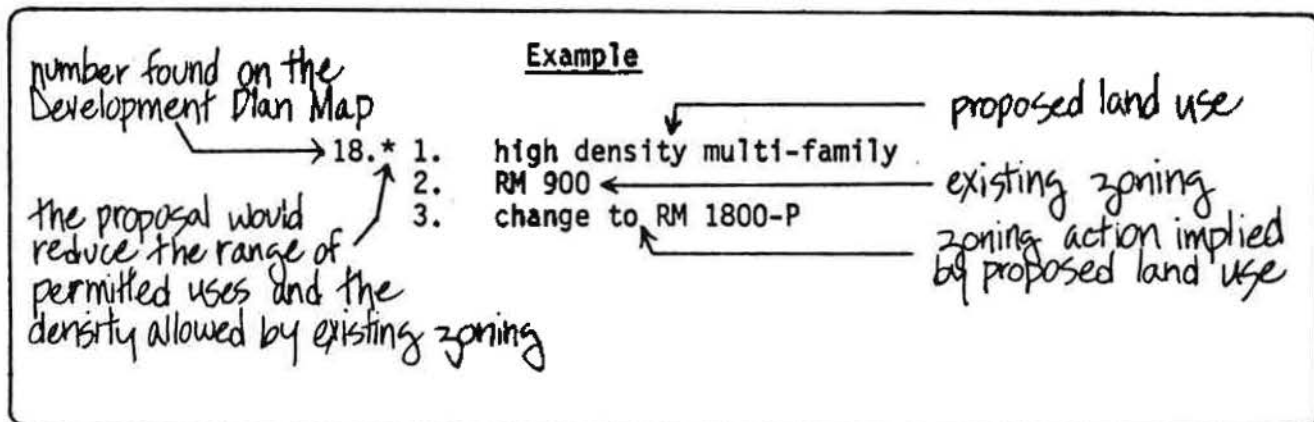 Example
number found on the
Development Plan Map
proposed land use
18.* 1. high density multi-family
2. RM 900
existing zoning
3. change to RM 1800-P
zoning action implied
by proposed land use
the proposal would
reduce the range of
permitted uses and the
density allowed by existing zoning